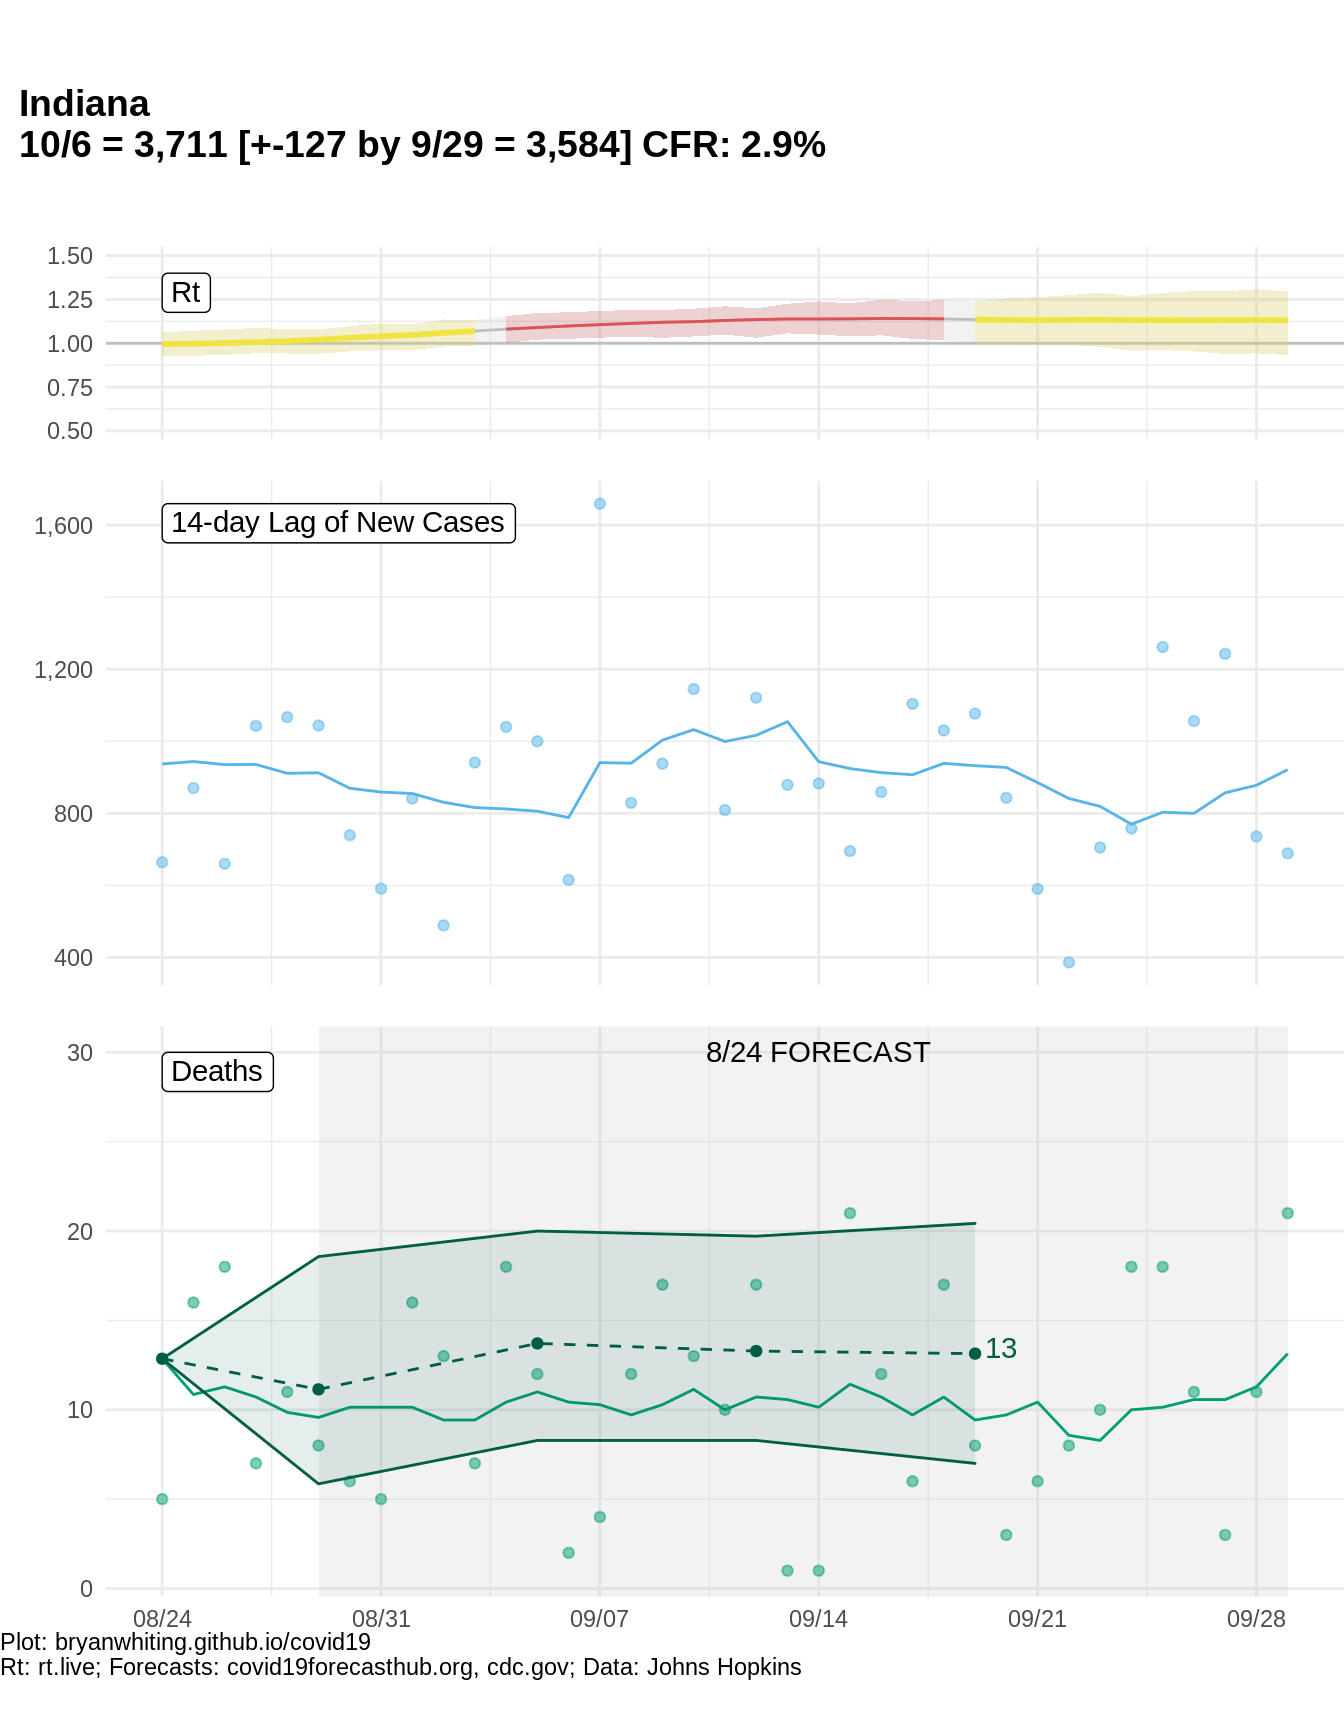 Indiana
10/6 = 3,711 [+-127 by 9/29 = 3,584] CFR: 2.9%
1.50
Rt
1.25
1.00
0.75
0.50
14-day Lag of New Cases
1,600
1,200
800
400
8/24 FORECAST
30
Deaths
20
13
10
0
08/24 08/31 09/07 09/14 09/21 09/28
Plot: bryanwhiting.github.io/covid19
Rt: rt.live; Forecasts: covid19forecasthub.org, cdc.gov; Data: Johns Hopkins